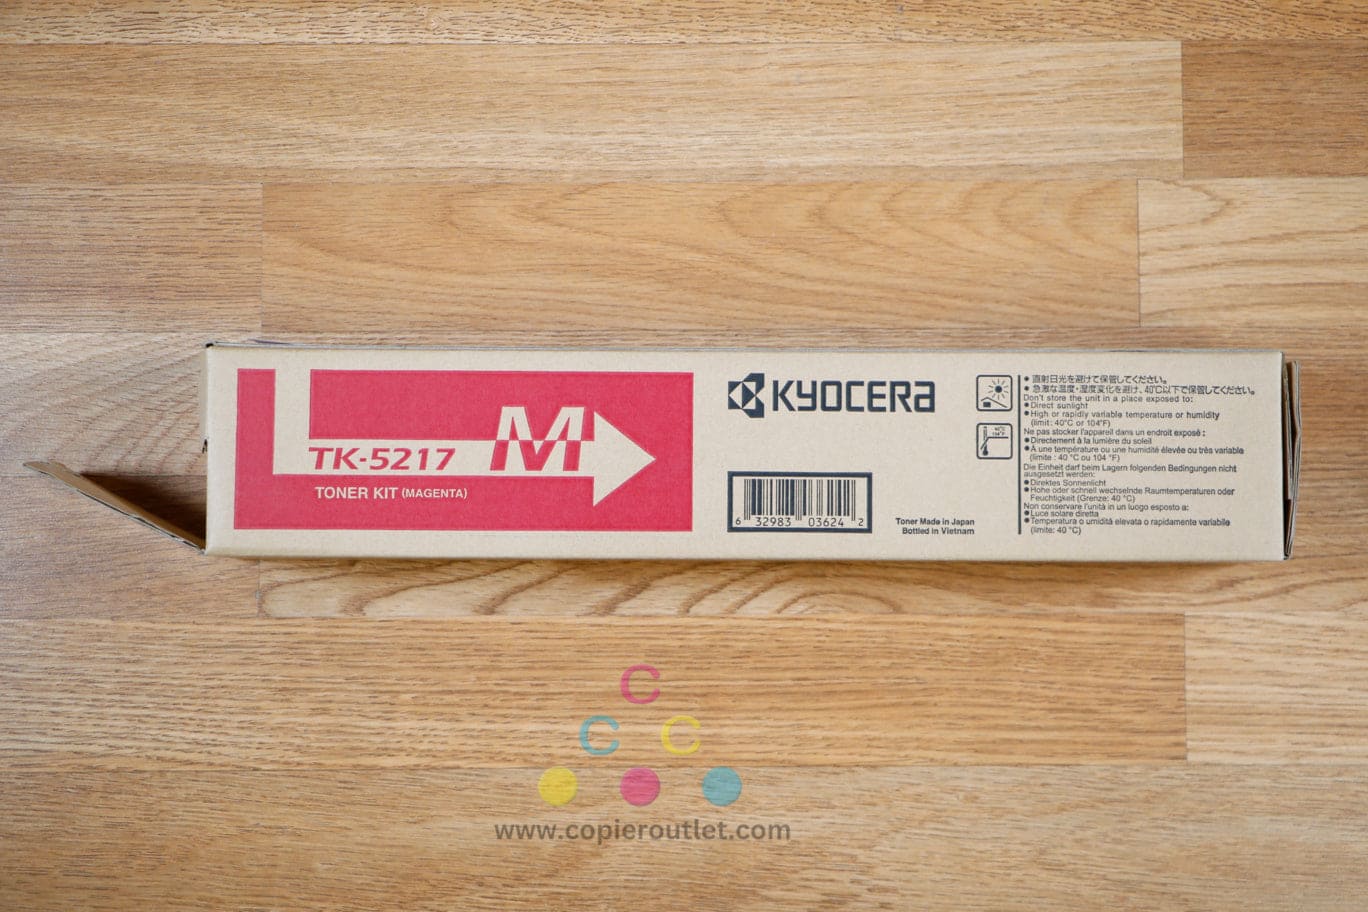 TK-5217
M
TONER KIT (MAGENTA)
KYOCERA
6 32983 03624 2
Toner Made in Japan
Bottled in Vietnam
40°C
104°F
● 直射日光を避けて保管してください。
● 急激な温度・湿度変化を避け、40℃以下で保管してください。
Don't store the unit in a place exposed to:
● Direct sunlight
● High or rapidly variable temperature or humidity
(limit: 40°C or 104°F)
Ne pas stocker l'appareil dans un endroit exposé :
● Directement à la lumière du soleil
● À une température ou une humidité élevée ou très variable
(limite : 40 °C ou 104 °F)
Die Einheit darf beim Lagern folgenden Bedingungen nicht
ausgesetzt werden:
● Direktes Sonnenlicht
● Hohe oder schnell wechselnde Raumtemperaturen oder
Feuchtigkeit (Grenze: 40 °C)
Non conservare l'unità in un luogo esposto a:
● Luce solare diretta
● Temperatura o umidità elevata o rapidamente variabile
(limite: 40 °C)
C
C C
www.copieroutlet.com